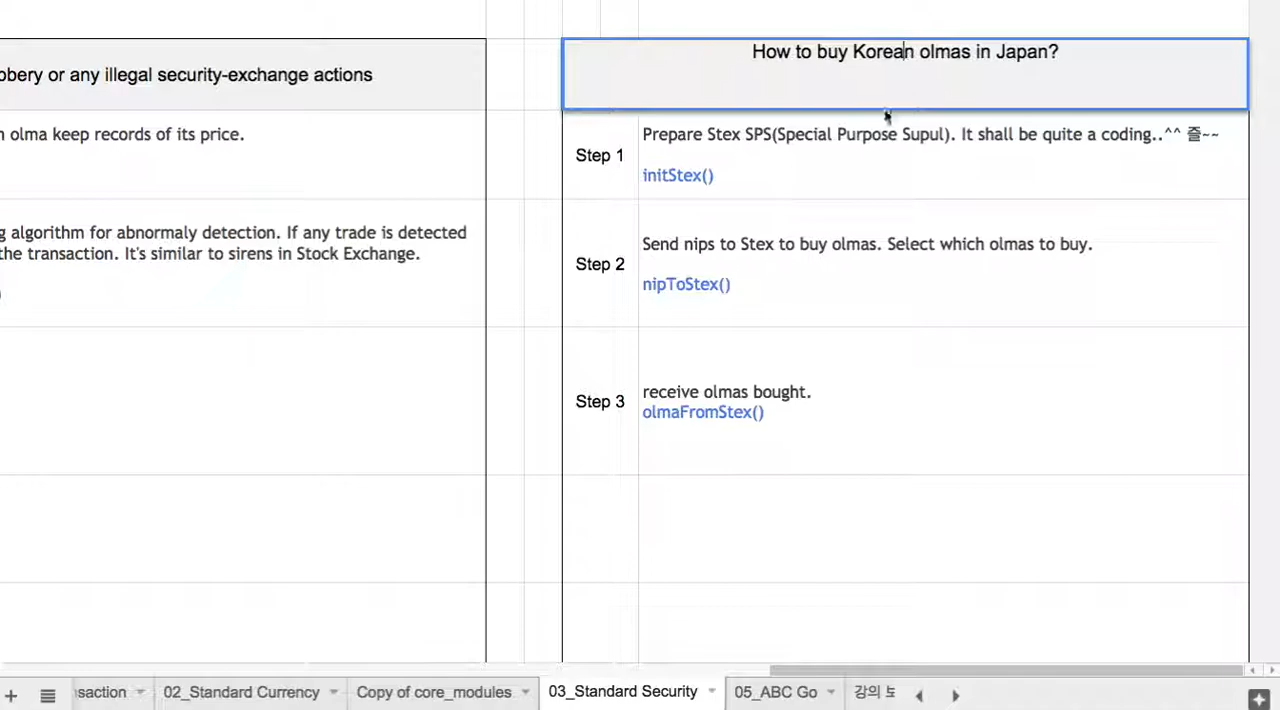 obery or any illegal security-exchange actions
n olma keep records of its price.
g algorithm for abnormaly detection. If any trade is detected
the transaction. It's similar to sirens in Stock Exchange.
)
How to buy Korean olmas in Japan?
Step 1
Prepare Stex SPS(Special Purpose Supul). It shall be quite a coding..^^ 즐~~
initStex()
Step 2
Send nips to Stex to buy olmas. Select which olmas to buy.
nipToStex()
Step 3
receive olmas bought.
olmaFromStex()
saction
02_Standard Currency
Copy of core_modules
03_Standard Security
05_ABC Go
강의 노